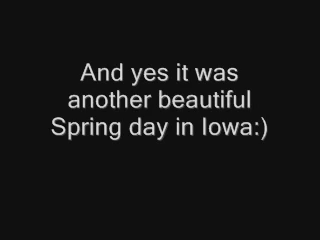 And yes it was
another beautiful
Spring day in Iowa:)